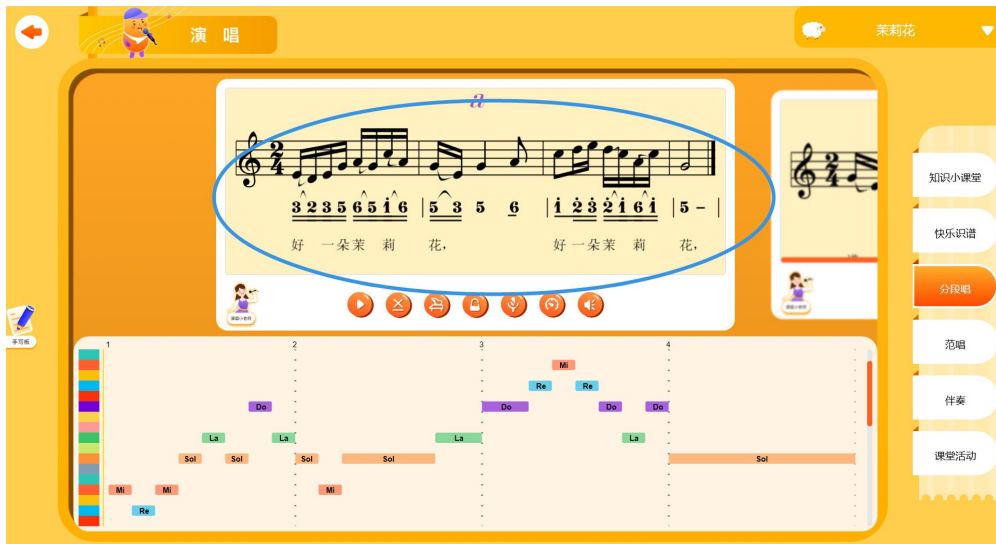 演 唱
茉莉花
a
3 2 3 5 6 5 i 6 | 5 3 5 6 | i 2̇ 3̇ 2̇ i 6 i | 5 – |
好 一朵茉 莉 花, 好一朵茉 莉 花,
知识小课堂
快乐识谱
分段唱
范唱
伴奏
课堂活动
手写板
1 2 3 4
Mi
Re Re
Do Do Do Do
La La La La
Sol Sol Sol Sol Sol
Mi Mi Mi
Re